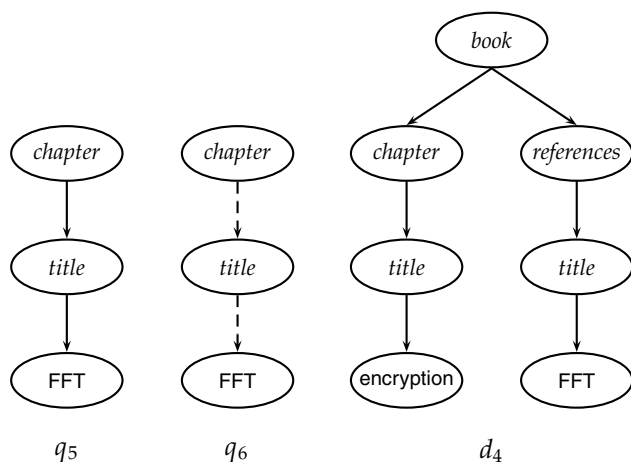 book
chapter chapter chapter references
title title title title
FFT FFT encryption FFT
q5 q6 d4